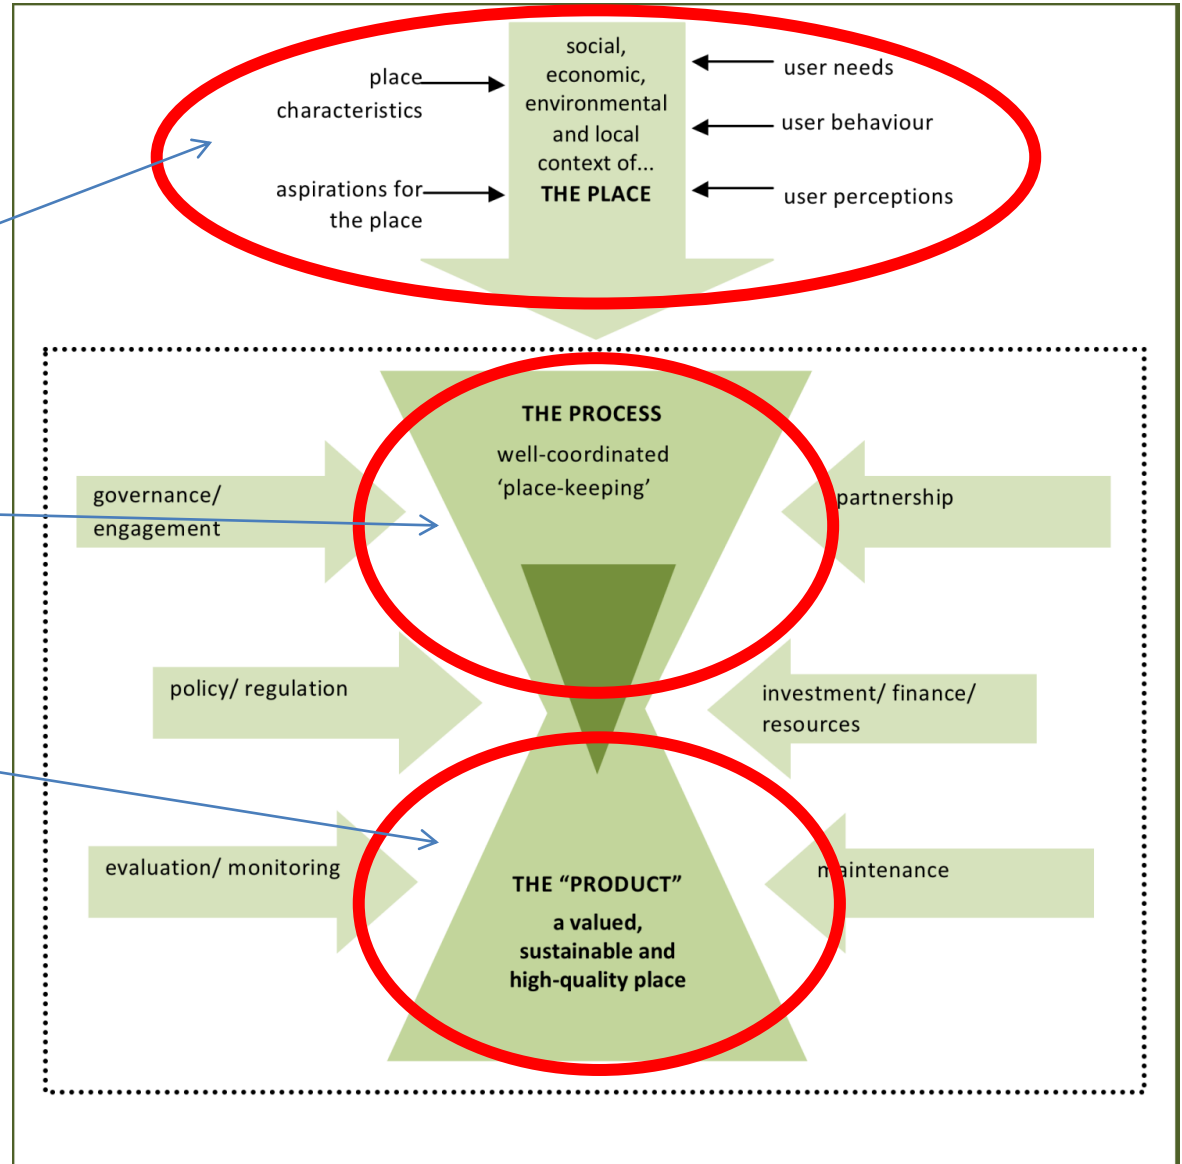 social,
economic,
environmental
and local
context of...
THE PLACE
place
characteristics
aspirations for
the place
user needs
user behaviour
user perceptions
THE PROCESS
well-coordinated
‘place-keeping’
governance/
engagement
partnership
policy/ regulation
investment/ finance/
resources
evaluation/ monitoring
maintenance
THE “PRODUCT”
a valued,
sustainable and
high-quality place